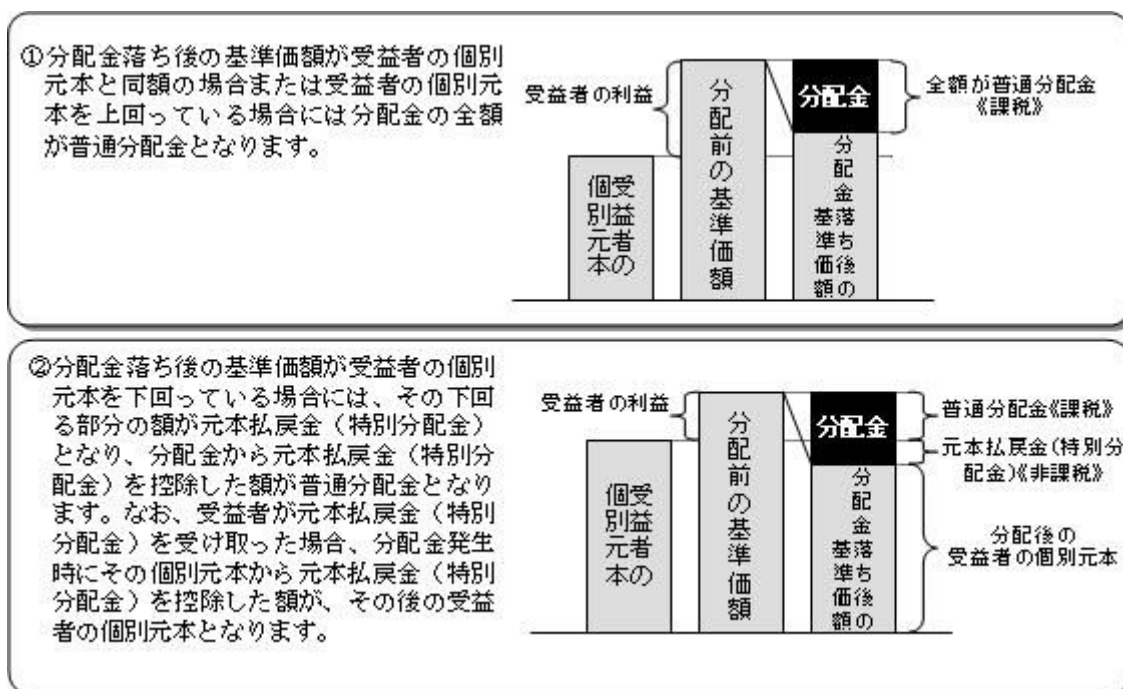 ①分配金落ち後の基準価額が受益者の個別
元本と同額の場合または受益者の個別元
本を上回っている場合には分配金の全額
が普通分配金となります。
受益者の利益
受益者の
個別元本
分配前の基準価額
分配金
分配金落ち後の
基準価額
全額が普通分配金
《課税》
②分配金落ち後の基準価額が受益者の個別
元本を下回っている場合には、その下回
る部分の額が元本払戻金（特別分配金）
となり、分配金から元本払戻金（特別分
配金）を控除した額が普通分配金となり
ます。なお、受益者が元本払戻金（特別
分配金）を受け取った場合、分配金発生
時にその個別元本から元本払戻金（特別
分配金）を控除した額が、その後の受益
者の個別元本となります。
受益者の利益
受益者の
個別元本
分配前の基準価額
分配金
分配金落ち後の
基準価額
普通分配金《課税》
元本払戻金(特別分
配金)《非課税》
分配後の
受益者の個別元本